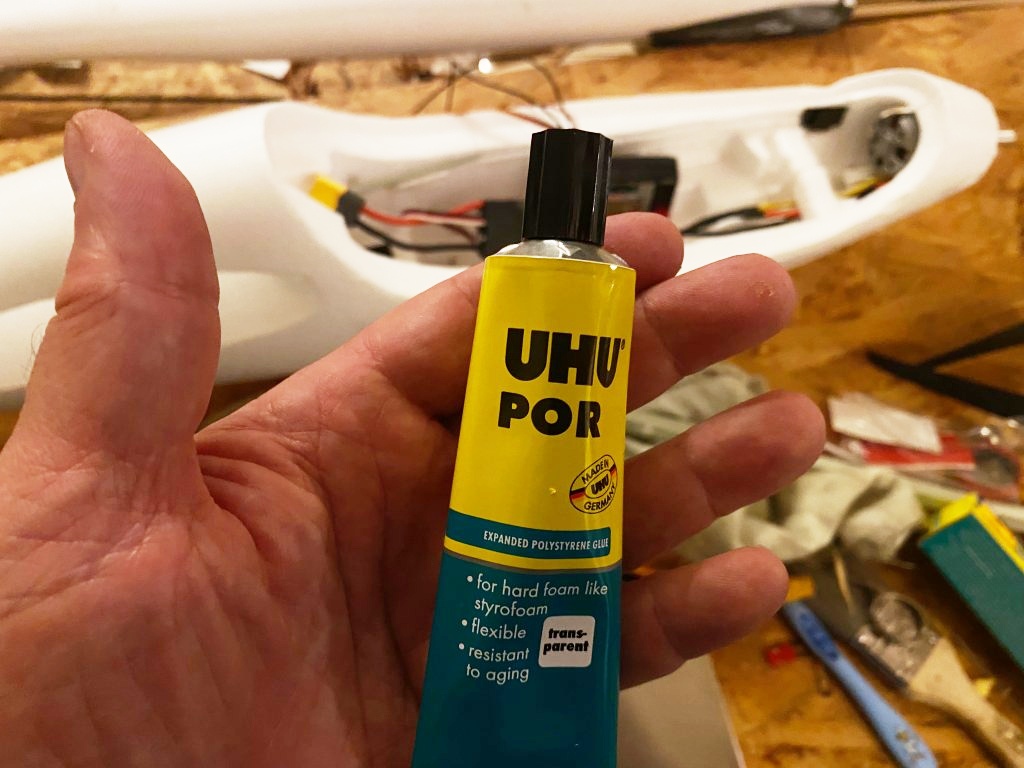 UHU®
POR
MADE IN
UHU
GERMANY
EXPANDED POLYSTYRENE GLUE
• for hard foam like
styrofoam
• flexible
• resistant
to aging
trans-
parent